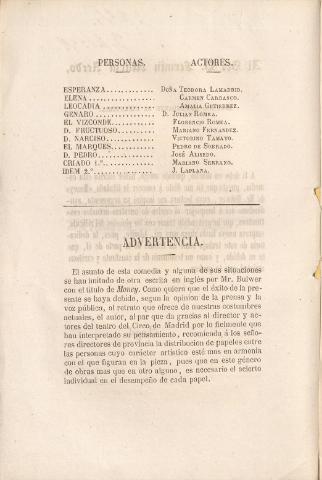 PERSONAS. ACTORES.
ESPERANZA. . . . . . . . . . . . . DOÑA TEODORA LAMADRID.
ELENA . . . . . . . . . . . . . . . . CARMEN CARRASCO.
LEOCADIA . . . . . . . . . . . . . . AMALIA GUTIERREZ.
GENARO . . . . . . . . . . . . . . D. JULIAN ROMEA.
EL VIZCONDE. . . . . . . . . . . FLORENCIO ROMEA.
D. FRUCTUOSO. . . . . . . . . . MARIANO FERNANDEZ.
D. NARCISO. . . . . . . . . . . . VICTORINO TAMAYO.
EL MARQUES. . . . . . . . . . . . PEDRO DE SOBRADO.
D. PEDRO. . . . . . . . . . . . . . JOSÉ ALISEDO.
CRIADO 1.° . . . . . . . . . . . . . MARIANO SERRANO.
IDEM 2.° . . . . . . . . . . . . . . . J. LAPLANA.
ADVERTENCIA.
El asunto de esta comedia y alguna de sus situaciones
se han imitado de otra escrita en inglés por Mr. Bulwer
con el título de Money. Como quiera que el éxito de la pre-
sente se haya debido, segun la opinion de la prensa y la
voz pública, al retrato que ofrece de nuestras costumbres
actuales, el autor, al par que da gracias al director y ac-
tores del teatro del Circo de Madrid por lo fielmente que
han interpretado su pensamiento, recomienda á los seño-
res directores de provincia la distribucion de papeles entre
las personas cuyo carácter artístico esté mas en armonía
con el que figuran en la pieza, pues que en este género
de obras mas que en otro alguno, es necesario el acierto
individual en el desempeño de cada papel.